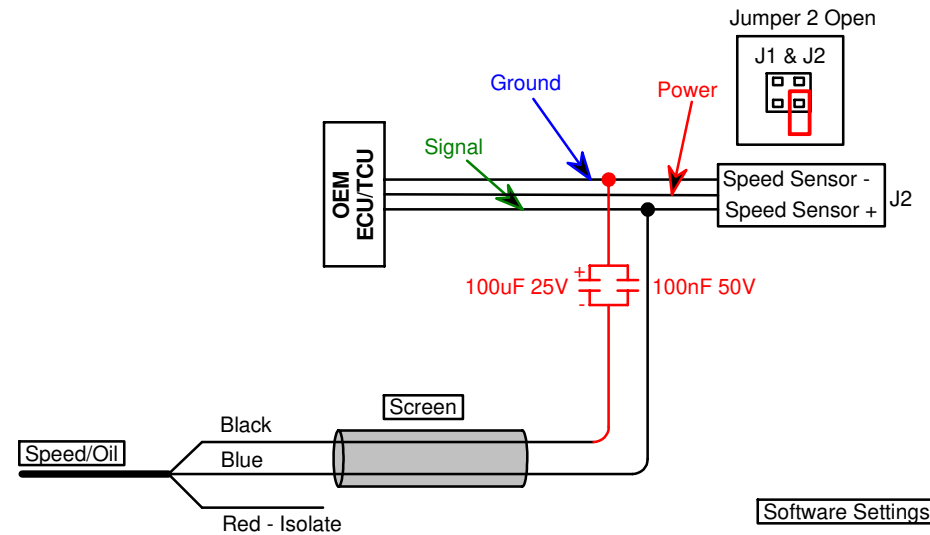 Jumper 2 Open
J1 & J2
Ground
Power
Signal
OEM
ECU/TCU
Speed Sensor -
Speed Sensor +
J2
+
100uF 25V
100nF 50V
-
Screen
Black
Speed/Oil
Blue
Red - Isolate
Software Settings